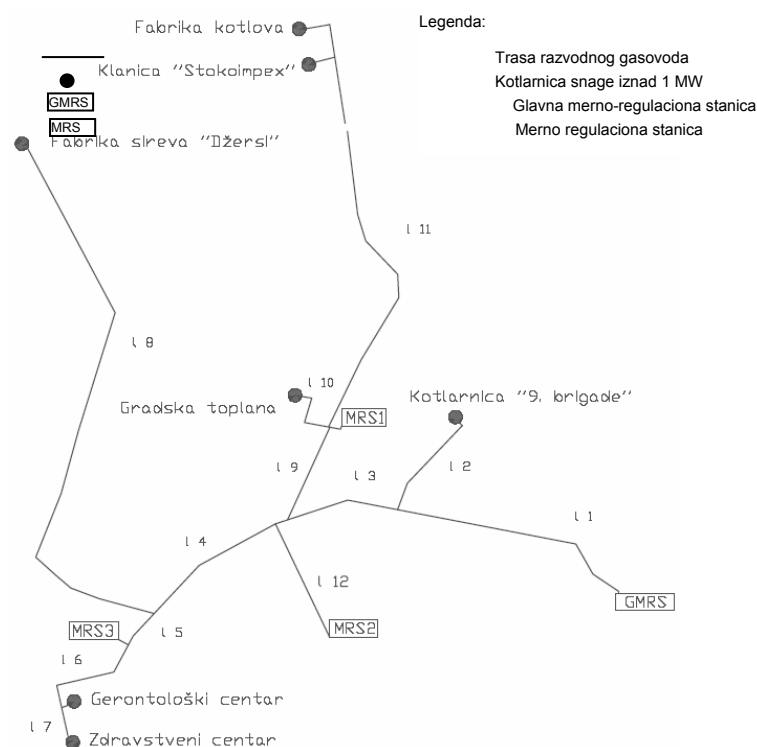 Legenda:
Trasa razvodnog gasovoda
Kotlarnica snage iznad 1 MW
Glavna merno-regulaciona stanica
Merno regulaciona stanica
Fabrika kotlova
Klanica "Stokoimpex"
GMRS
MRS
Fabrika sireva "Džersi"
l 11
l 8
l 10
Gradska toplana
MRS1
Kotlarnica "9. brigade"
l 2
l 9
l 3
l 1
l 4
l 12
GMRS
MRS3
l 5
MRS2
l 6
Gerontološki centar
l 7
Zdravstveni centar